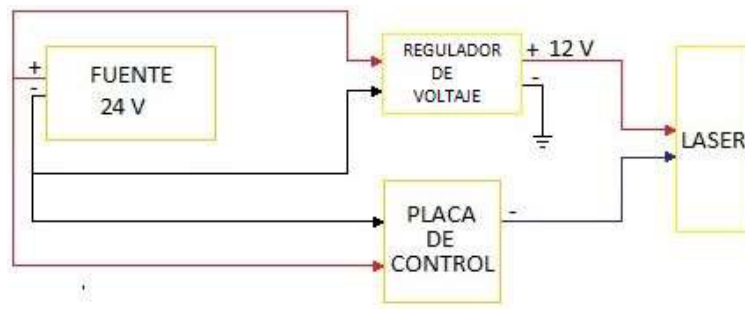 +
-
FUENTE
24 V
REGULADOR
DE
VOLTAJE
+ 12 V
-
LASER
PLACA
DE
CONTROL
-